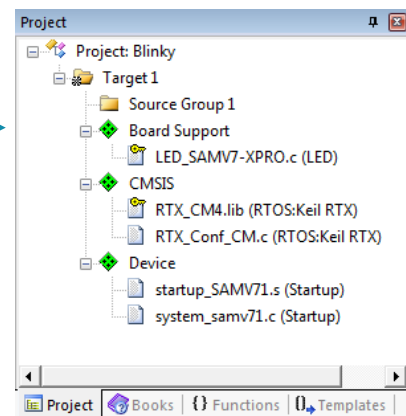 Project
Project: Blinky
Target 1
Source Group 1
Board Support
LED_SAMV7-XPRO.c (LED)
CMSIS
RTX_CM4.lib (RTOS:Keil RTX)
RTX_Conf_CM.c (RTOS:Keil RTX)
Device
startup_SAMV71.s (Startup)
system_samv71.c (Startup)
Project Books {} Functions 0 Templates